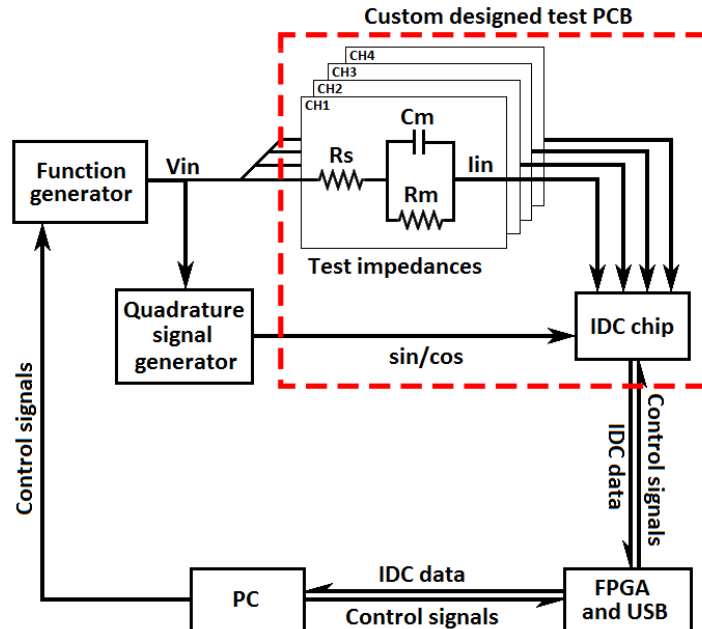 Custom designed test PCB
CH4
CH3
CH2
CH1
Cm
Rs
Rm
Iin
Vin
Function
generator
Test impedances
Quadrature
signal
generator
sin/cos
IDC chip
Control signals
IDC data
Control signals
PC
IDC data
Control signals
FPGA
and USB